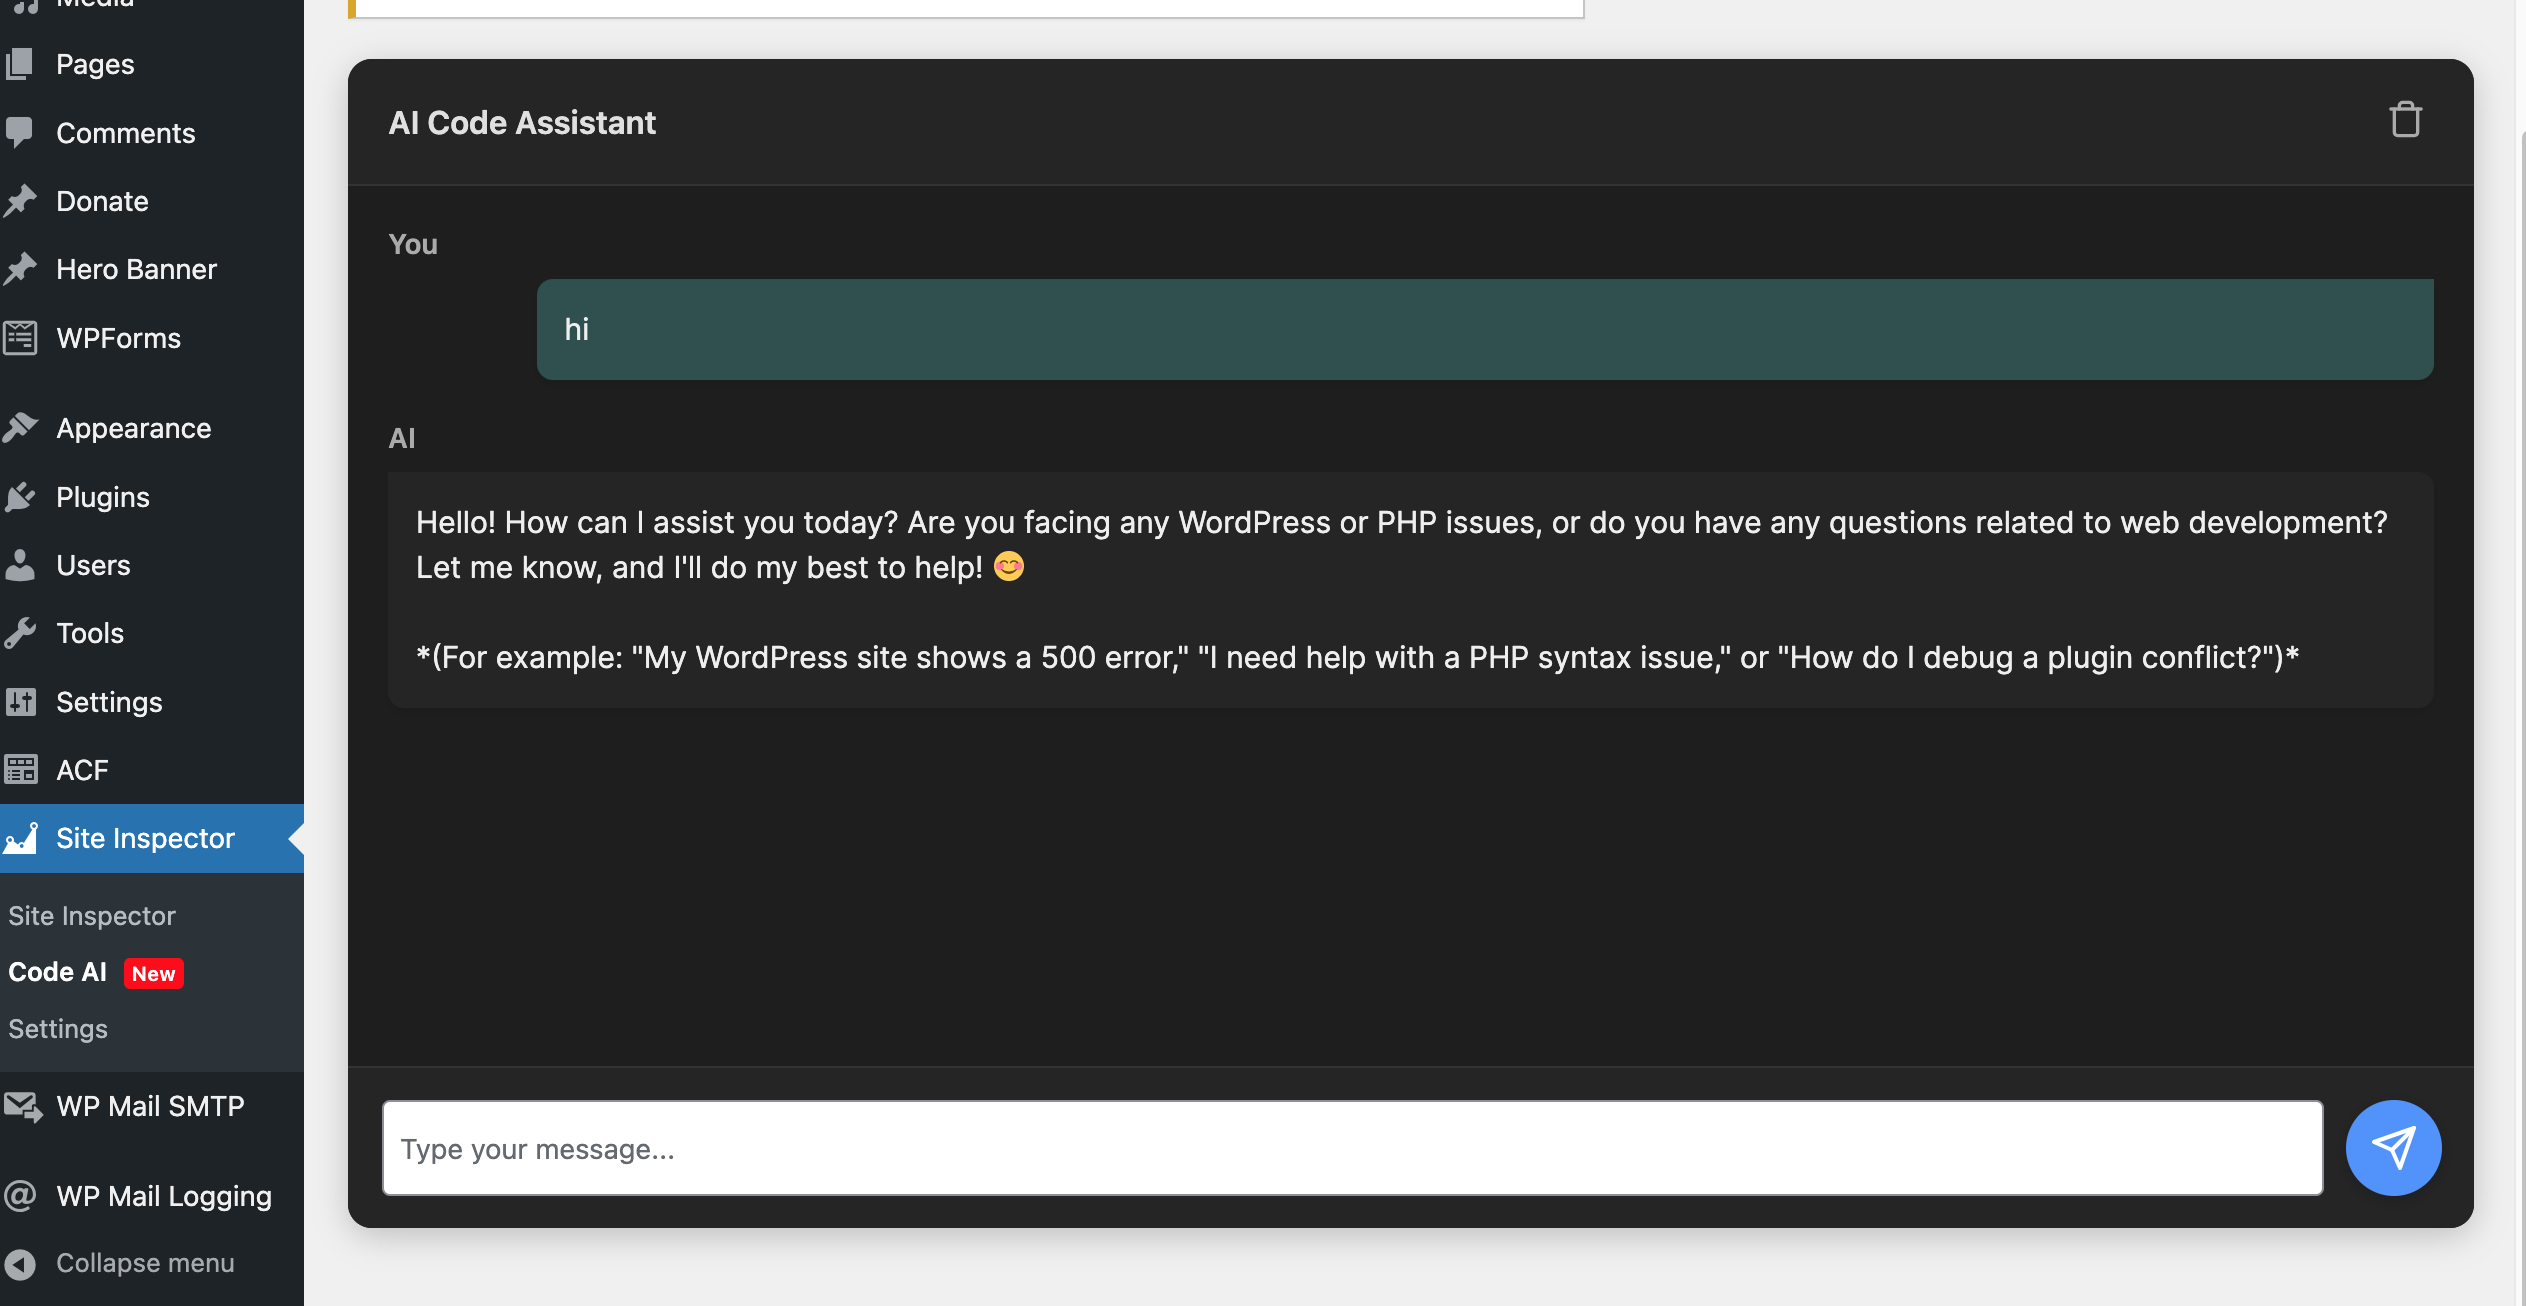 Media
Pages
Comments
Donate
Hero Banner
WPForms
Appearance
Plugins
Users
Tools
Settings
ACF
Site Inspector
Site Inspector
Code AI New
Settings
WP Mail SMTP
WP Mail Logging
Collapse menu
AI Code Assistant
You
hi
AI
Hello! How can I assist you today? Are you facing any WordPress or PHP issues, or do you have any questions related to web development?
Let me know, and I'll do my best to help! 😊
*(For example: "My WordPress site shows a 500 error," "I need help with a PHP syntax issue," or "How do I debug a plugin conflict?")*
Type your message...